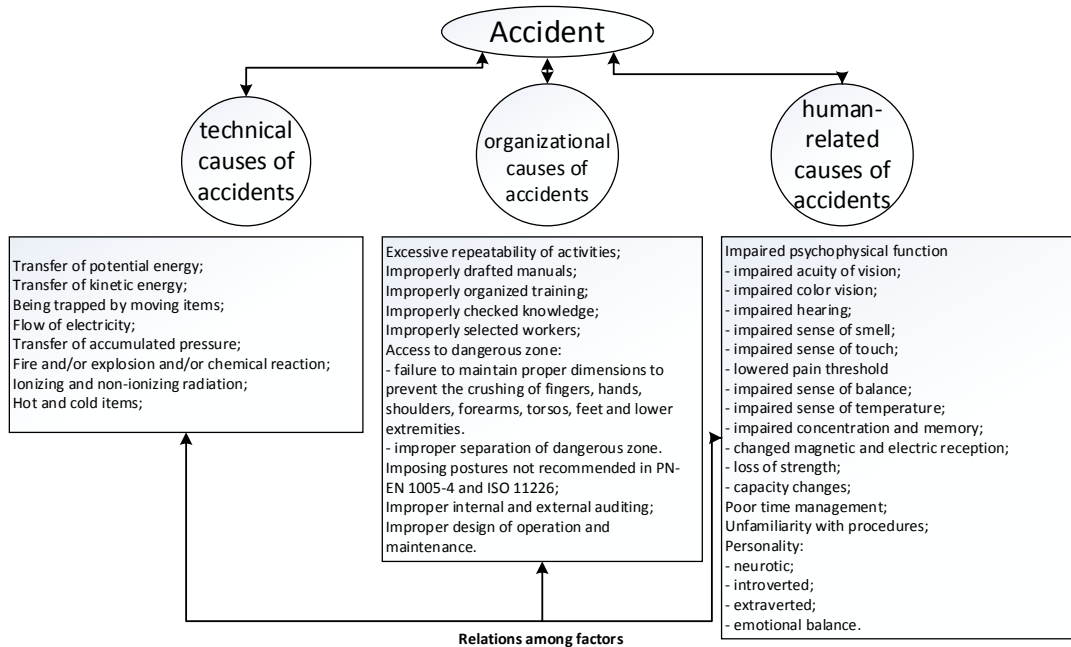 Accident
technical
causes of
accidents
organizational
causes of
accidents
human-
related
causes of
accidents
Transfer of potential energy;
Transfer of kinetic energy;
Being trapped by moving items;
Flow of electricity;
Transfer of accumulated pressure;
Fire and/or explosion and/or chemical reaction;
Ionizing and non-ionizing radiation;
Hot and cold items;
Excessive repeatability of activities;
Improperly drafted manuals;
Improperly organized training;
Improperly checked knowledge;
Improperly selected workers;
Access to dangerous zone:
- failure to maintain proper dimensions to
prevent the crushing of fingers, hands,
shoulders, forearms, torsos, feet and lower
extremities.
- improper separation of dangerous zone.
Imposing postures not recommended in PN-
EN 1005-4 and ISO 11226;
Improper internal and external auditing;
Improper design of operation and
maintenance.
Impaired psychophysical function
- impaired acuity of vision;
- impaired color vision;
- impaired hearing;
- impaired sense of smell;
- impaired sense of touch;
- lowered pain threshold
- impaired sense of balance;
- impaired sense of temperature;
- impaired concentration and memory;
- changed magnetic and electric reception;
- loss of strength;
- capacity changes;
Poor time management;
Unfamiliarity with procedures;
Personality:
- neurotic;
- introverted;
- extraverted;
- emotional balance.
Relations among factors